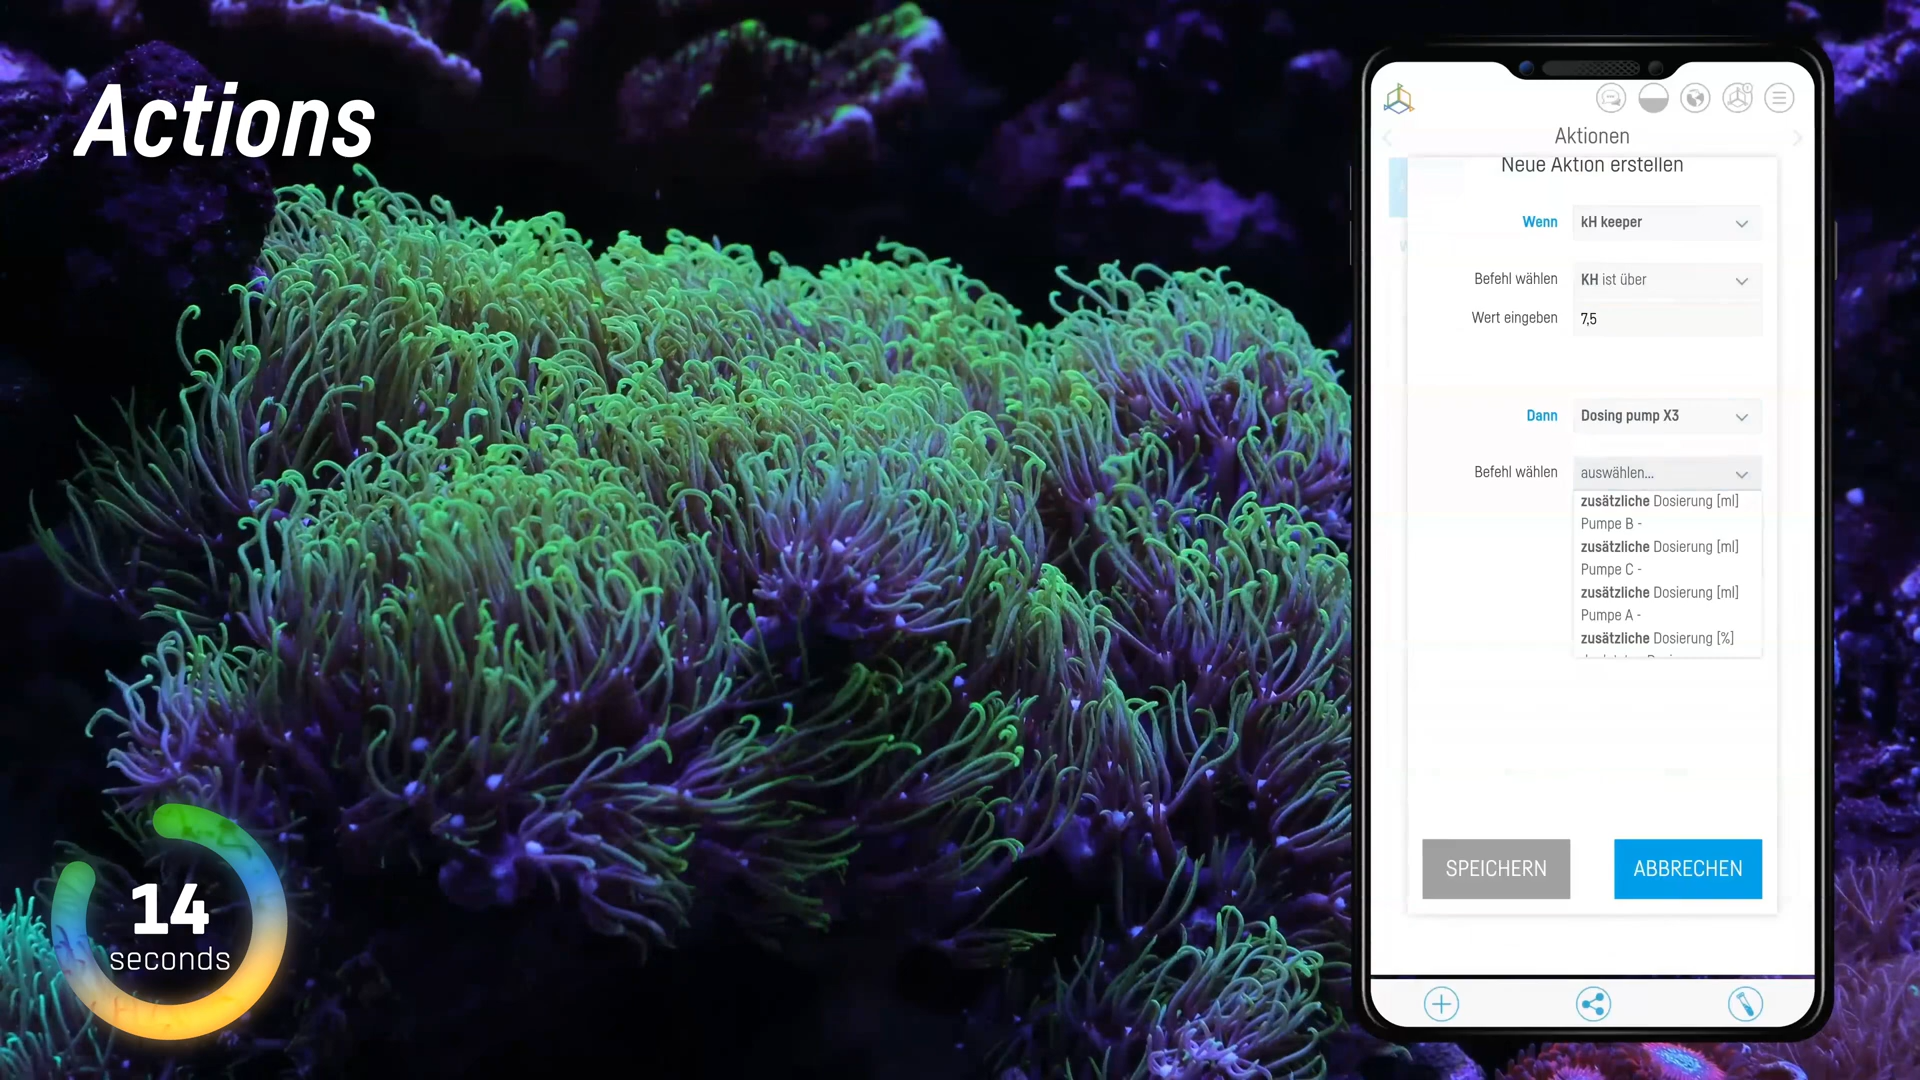 Actions
Aktionen
Neue Aktion erstellen
Wenn kH keeper
Befehl wählen KH ist über
Wert eingeben 7,5
Dann Dosing pump X3
Befehl wählen auswählen...
zusätzliche Dosierung [ml]
Pumpe B -
zusätzliche Dosierung [ml]
Pumpe C -
zusätzliche Dosierung [ml]
Pumpe A -
zusätzliche Dosierung [%]
SPEICHERN ABBRECHEN
14
seconds